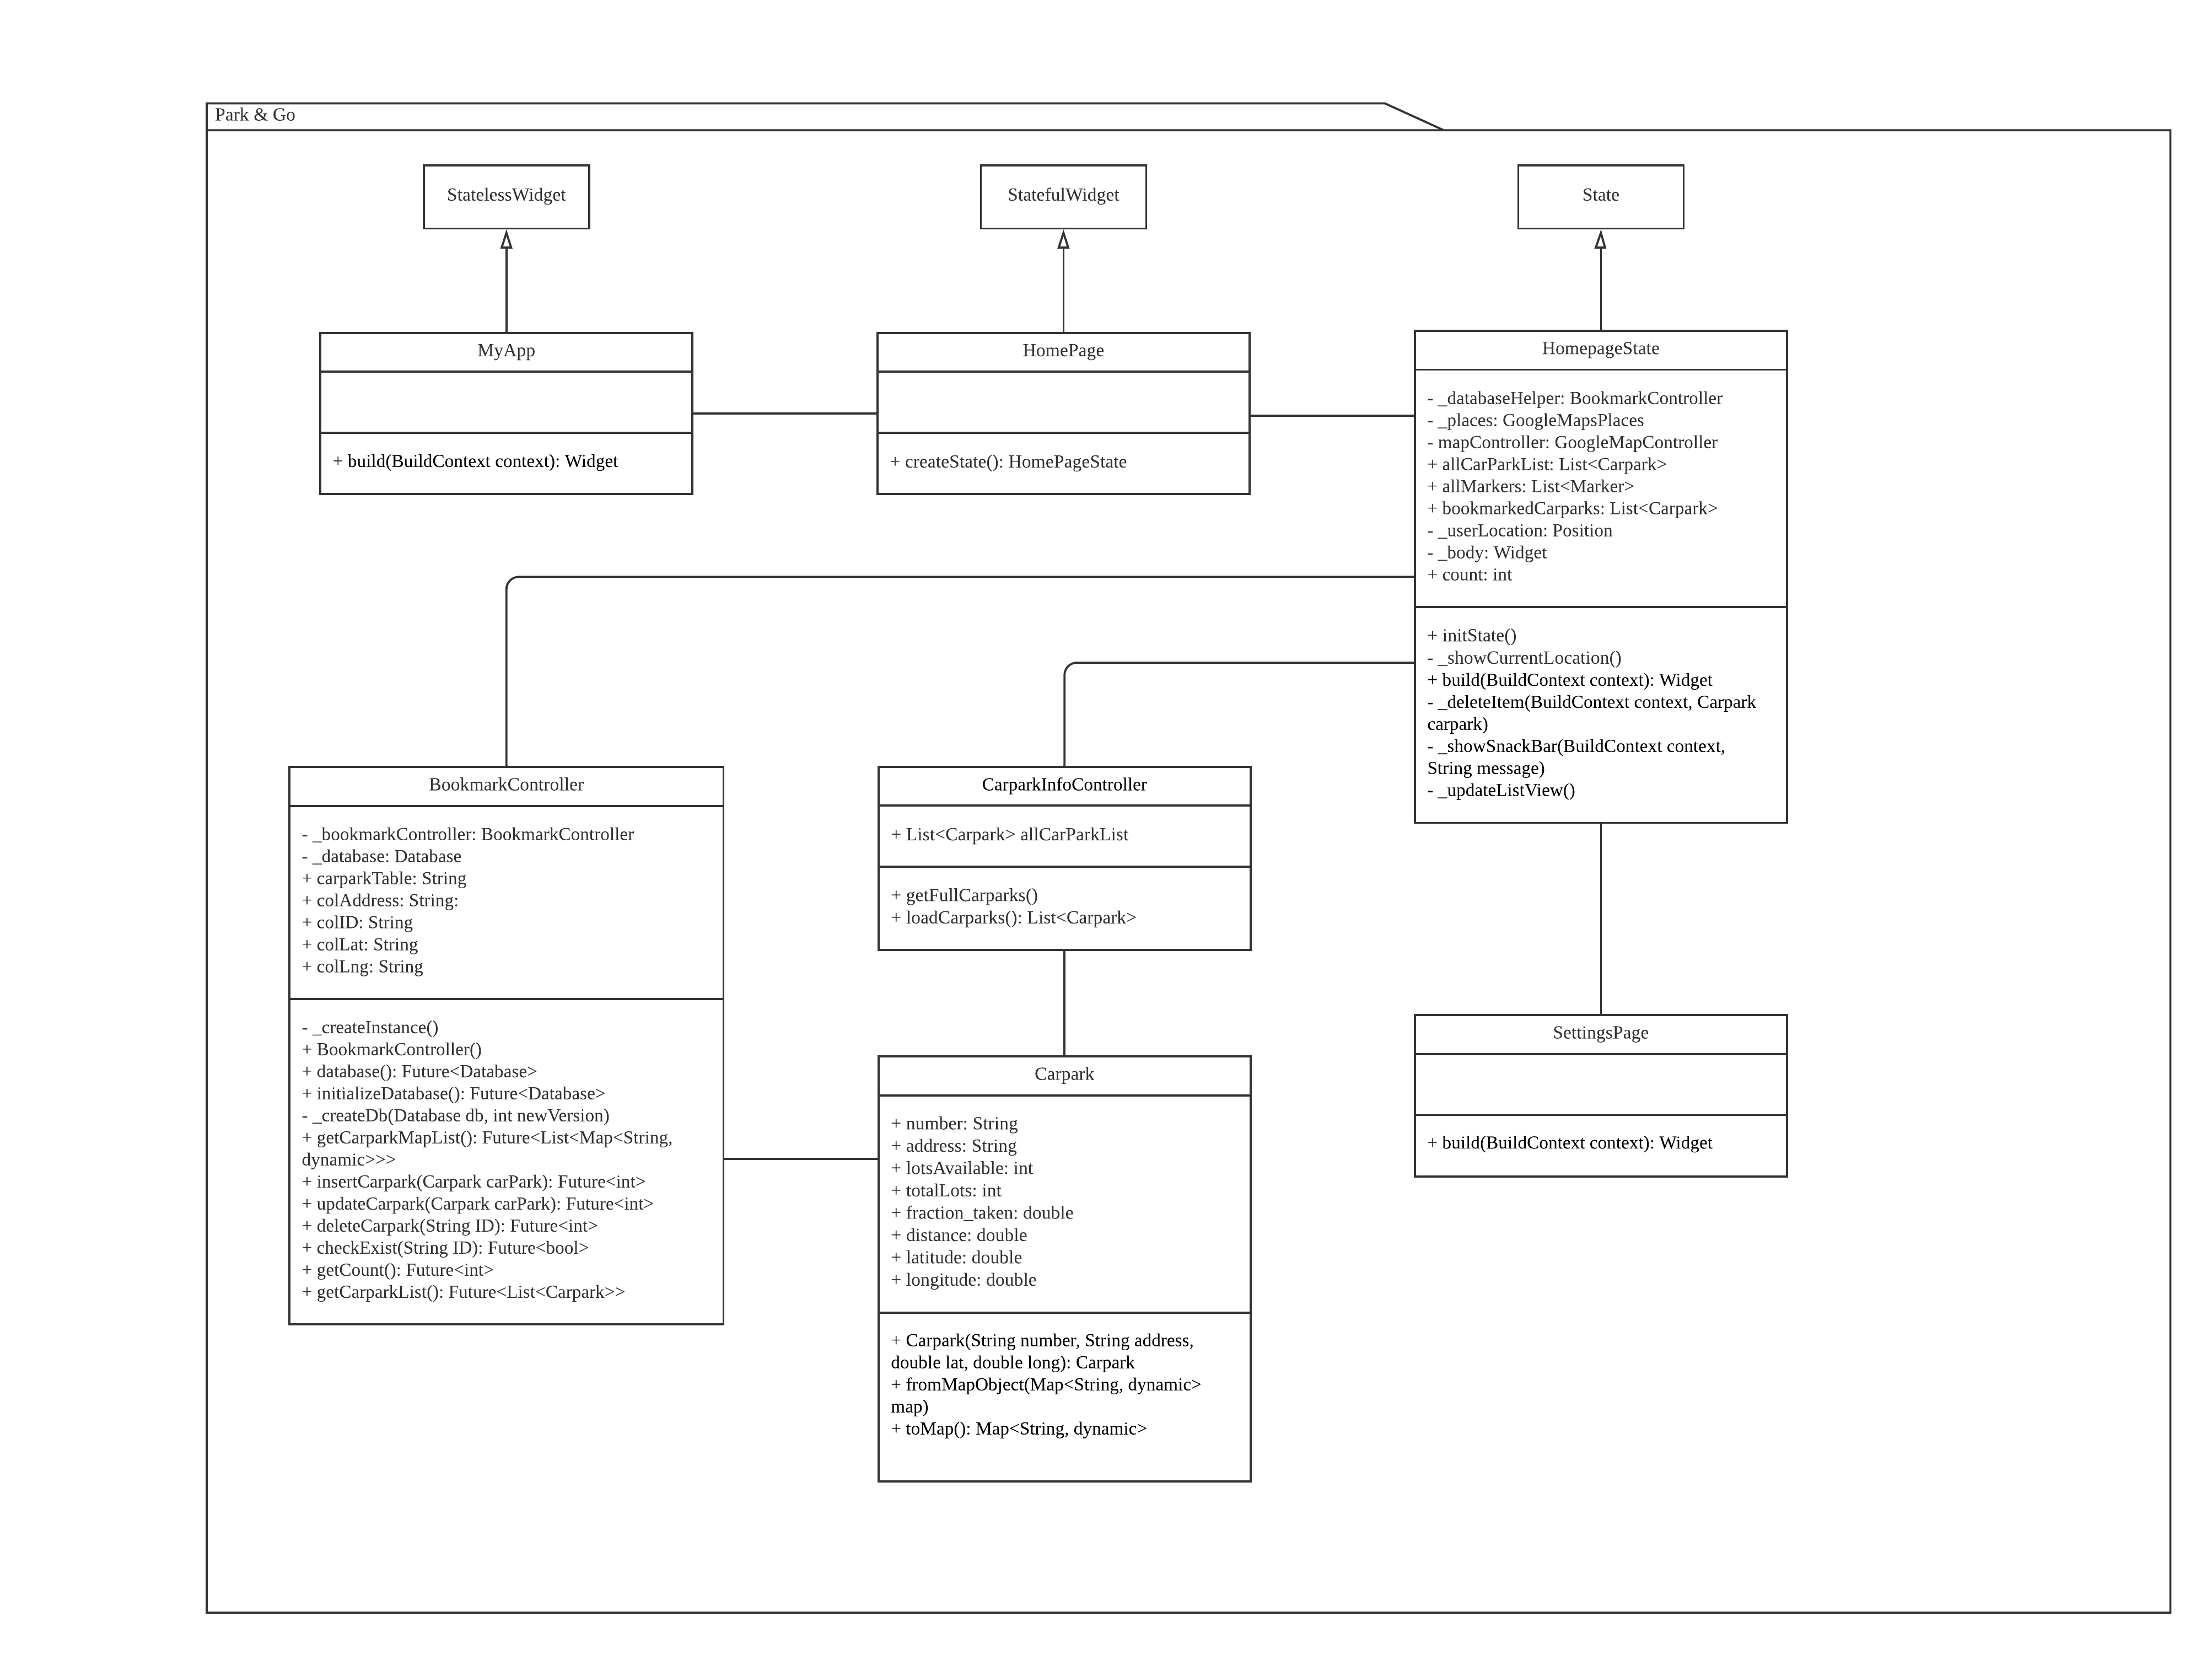 Park & Go
StatelessWidget
StatefulWidget
State
MyApp
+ build(BuildContext context): Widget
HomePage
+ createState(): HomePageState
HomepageState
- _databaseHelper: BookmarkController
- _places: GoogleMapsPlaces
- mapController: GoogleMapController
+ allCarParkList: List<Carpark>
+ allMarkers: List<Marker>
+ bookmarkedCarparks: List<Carpark>
- _userLocation: Position
- _body: Widget
+ count: int
+ initState()
- _showCurrentLocation()
+ build(BuildContext context): Widget
- _deleteItem(BuildContext context, Carpark
carpark)
- _showSnackBar(BuildContext context,
String message)
- _updateListView()
BookmarkController
- _bookmarkController: BookmarkController
- _database: Database
+ carparkTable: String
+ colAddress: String:
+ colID: String
+ colLat: String
+ colLng: String
- _createInstance()
+ BookmarkController()
+ database(): Future<Database>
+ initializeDatabase(): Future<Database>
- _createDb(Database db, int newVersion)
+ getCarparkMapList(): Future<List<Map<String,
dynamic>>>
+ insertCarpark(Carpark carPark): Future<int>
+ updateCarpark(Carpark carPark): Future<int>
+ deleteCarpark(String ID): Future<int>
+ checkExist(String ID): Future<bool>
+ getCount(): Future<int>
+ getCarparkList(): Future<List<Carpark>>
CarparkInfoController
+ List<Carpark> allCarParkList
+ getFullCarparks()
+ loadCarparks(): List<Carpark>
Carpark
+ number: String
+ address: String
+ lotsAvailable: int
+ totalLots: int
+ fraction_taken: double
+ distance: double
+ latitude: double
+ longitude: double
+ Carpark(String number, String address,
double lat, double long): Carpark
+ fromMapObject(Map<String, dynamic>
map)
+ toMap(): Map<String, dynamic>
SettingsPage
+ build(BuildContext context): Widget